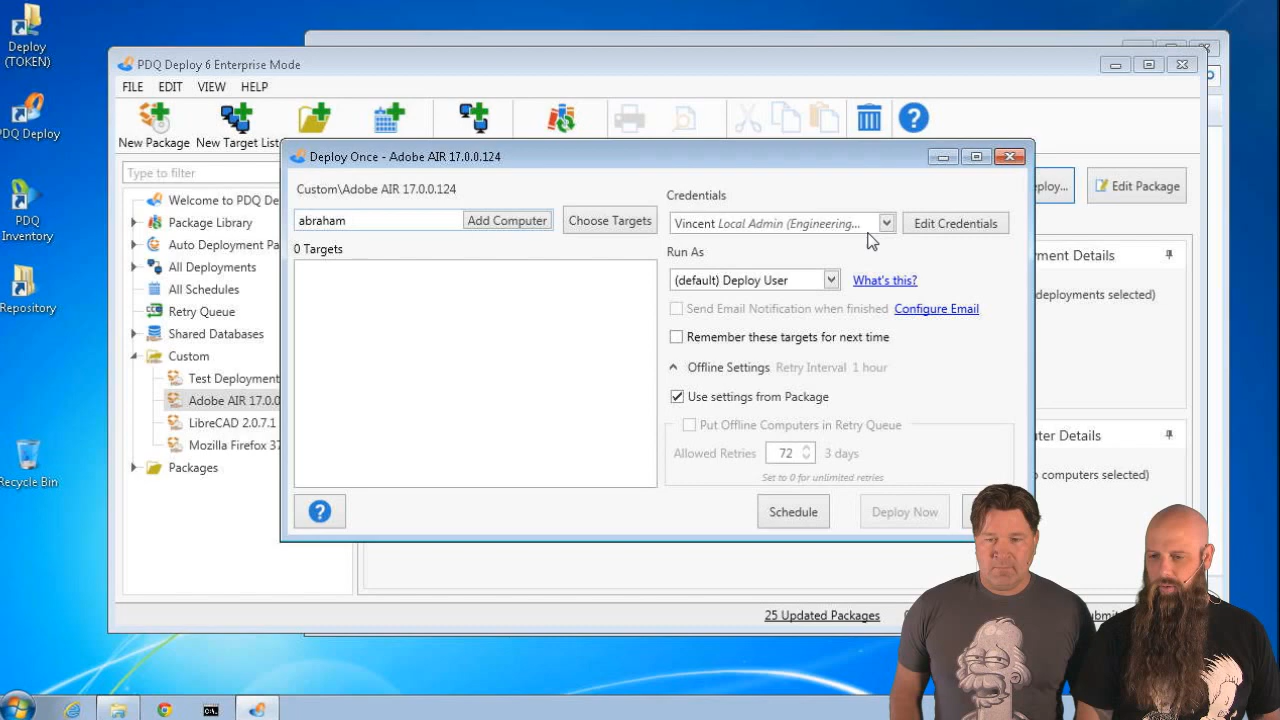 Deploy
(TOKEN)
PDQ Deploy
PDQ
Inventory
Repository
Recycle Bin
PDQ Deploy 6 Enterprise Mode
FILE EDIT VIEW HELP
New Package New Target List
Type to filter
Welcome to PDQ De
Package Library
Auto Deployment Pa
All Deployments
All Schedules
Retry Queue
Shared Databases
Custom
Test Deployment
Adobe AIR 17.0.0
LibreCAD 2.0.7.1
Mozilla Firefox 37
Packages
ploy... Edit Package
ment Details
deployments selected)
ter Details
computers selected)
25 Updated Packages
Deploy Once - Adobe AIR 17.0.0.124
Custom\Adobe AIR 17.0.0.124
abraham Add Computer Choose Targets
0 Targets
Credentials
Vincent Local Admin (Engineering... Edit Credentials
Run As
(default) Deploy User What's this?
Send Email Notification when finished Configure Email
Remember these targets for next time
Offline Settings Retry Interval 1 hour
Use settings from Package
Put Offline Computers in Retry Queue
Allowed Retries 72 3 days
Set to 0 for unlimited retries
Schedule Deploy Now